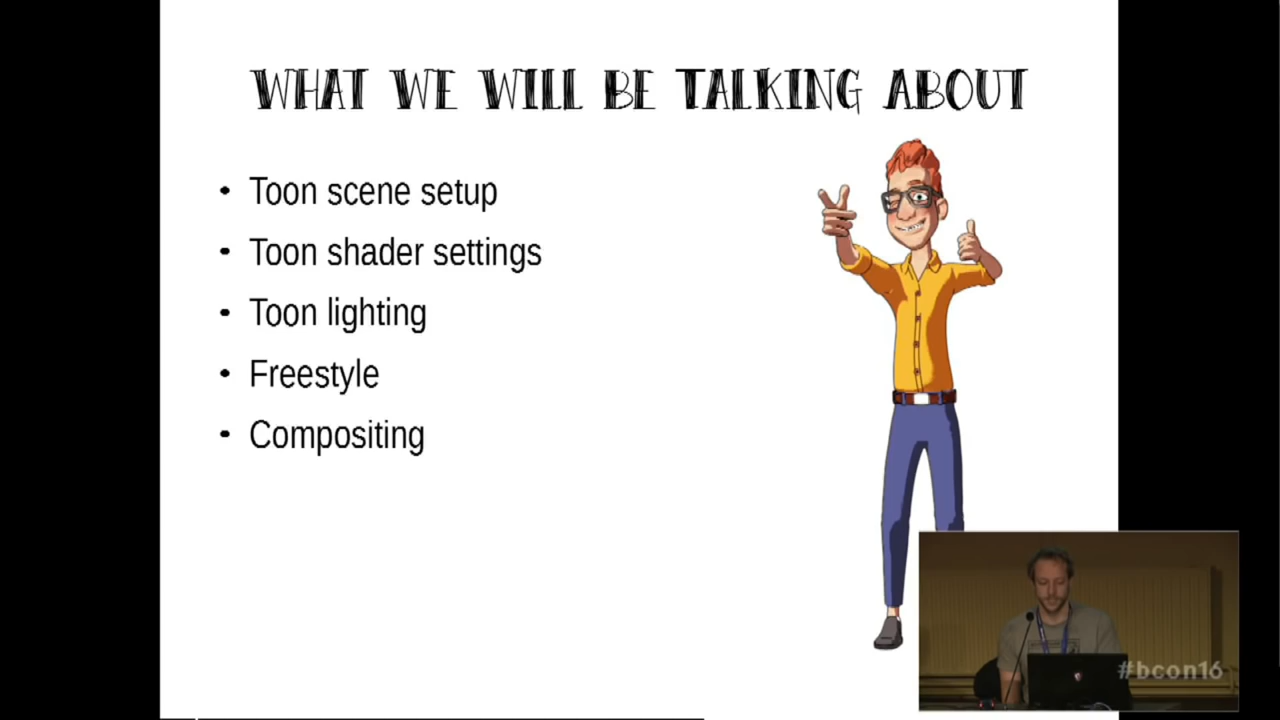 WHAT WE WILL BE TALKING ABOUT
• Toon scene setup
• Toon shader settings
• Toon lighting
• Freestyle
• Compositing
#bcon16